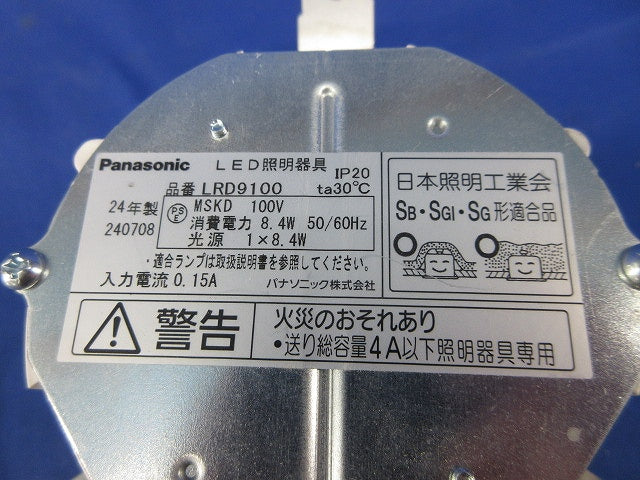 Panasonic LED照明器具 IP20
品番 LRD9100 ta30℃
24年製
240708
PS E
MSKD 100V
消費電力 8.4W 50/60Hz
光源 1×8.4W
・適合ランプは取扱説明書を参照してください。
入力電流 0.15A パナソニック株式会社
日本照明工業会
SB・SGI・SG形適合品
警告
火災のおそれあり
・送り総容量4A以下照明器具専用